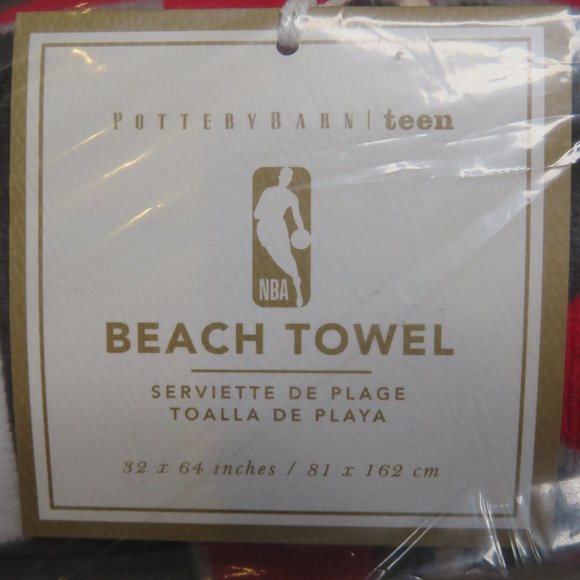 POTTERYBARN | teen
NBA
BEACH TOWEL
SERVIETTE DE PLAGE
TOALLA DE PLAYA
32 x 64 inches / 81 x 162 cm